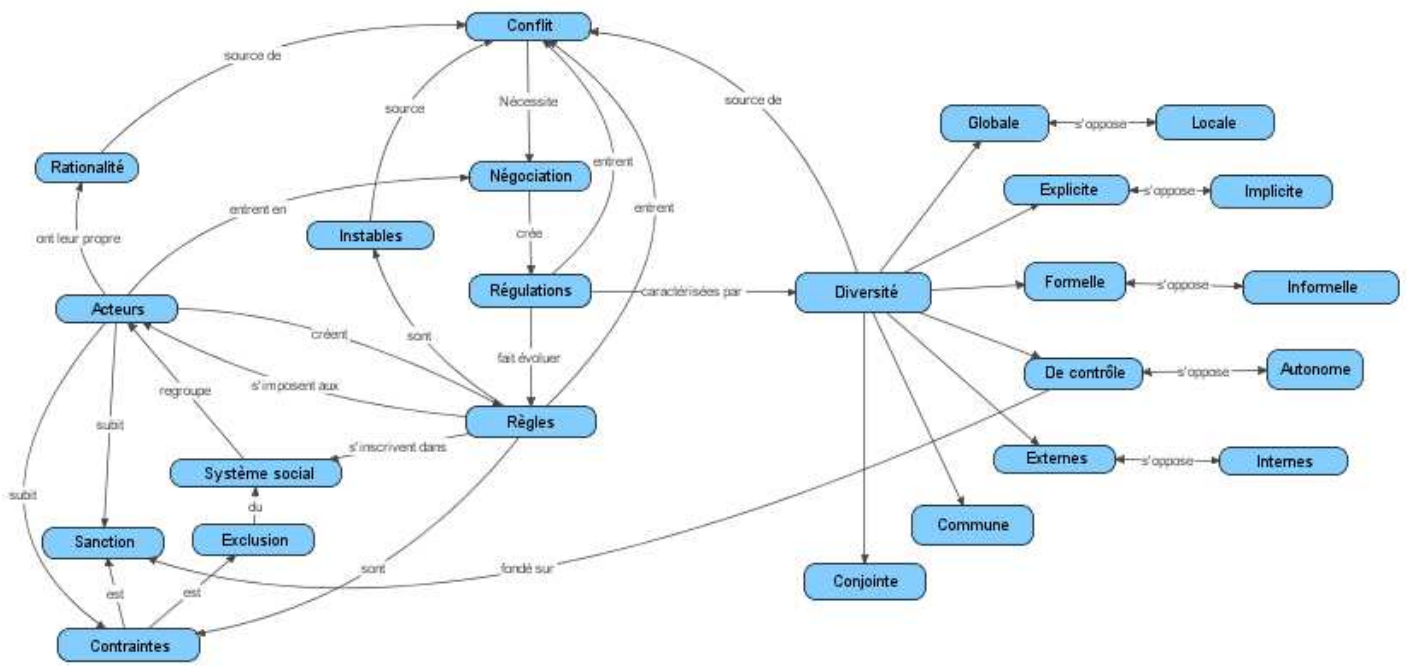 Conflit
source de
source
Nécessite
source de
Globale
s'oppose
Locale
Rationalité
Négociation
entrent
Explicite
s'oppose
Implicite
entrent en
entrent
ont leur propre
Instables
crée
Acteurs
Régulations
caractérisées par
Diversité
Formelle
s'oppose
Informelle
créent
sont
fait évoluer
s'imposent aux
De contrôle
s'oppose
Autonome
regroupe
subit
Règles
s'inscrivent dans
Système social
Externes
s'oppose
Internes
subit
du
Sanction
Exclusion
Commune
sont
fondé sur
Conjointe
est
est
Contraintes